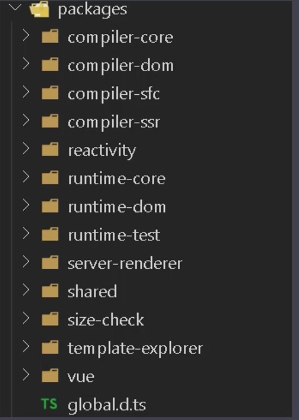 packages
compiler-core
compiler-dom
compiler-sfc
compiler-ssr
reactivity
runtime-core
runtime-dom
runtime-test
server-renderer
shared
size-check
template-explorer
vue
TS global.d.ts